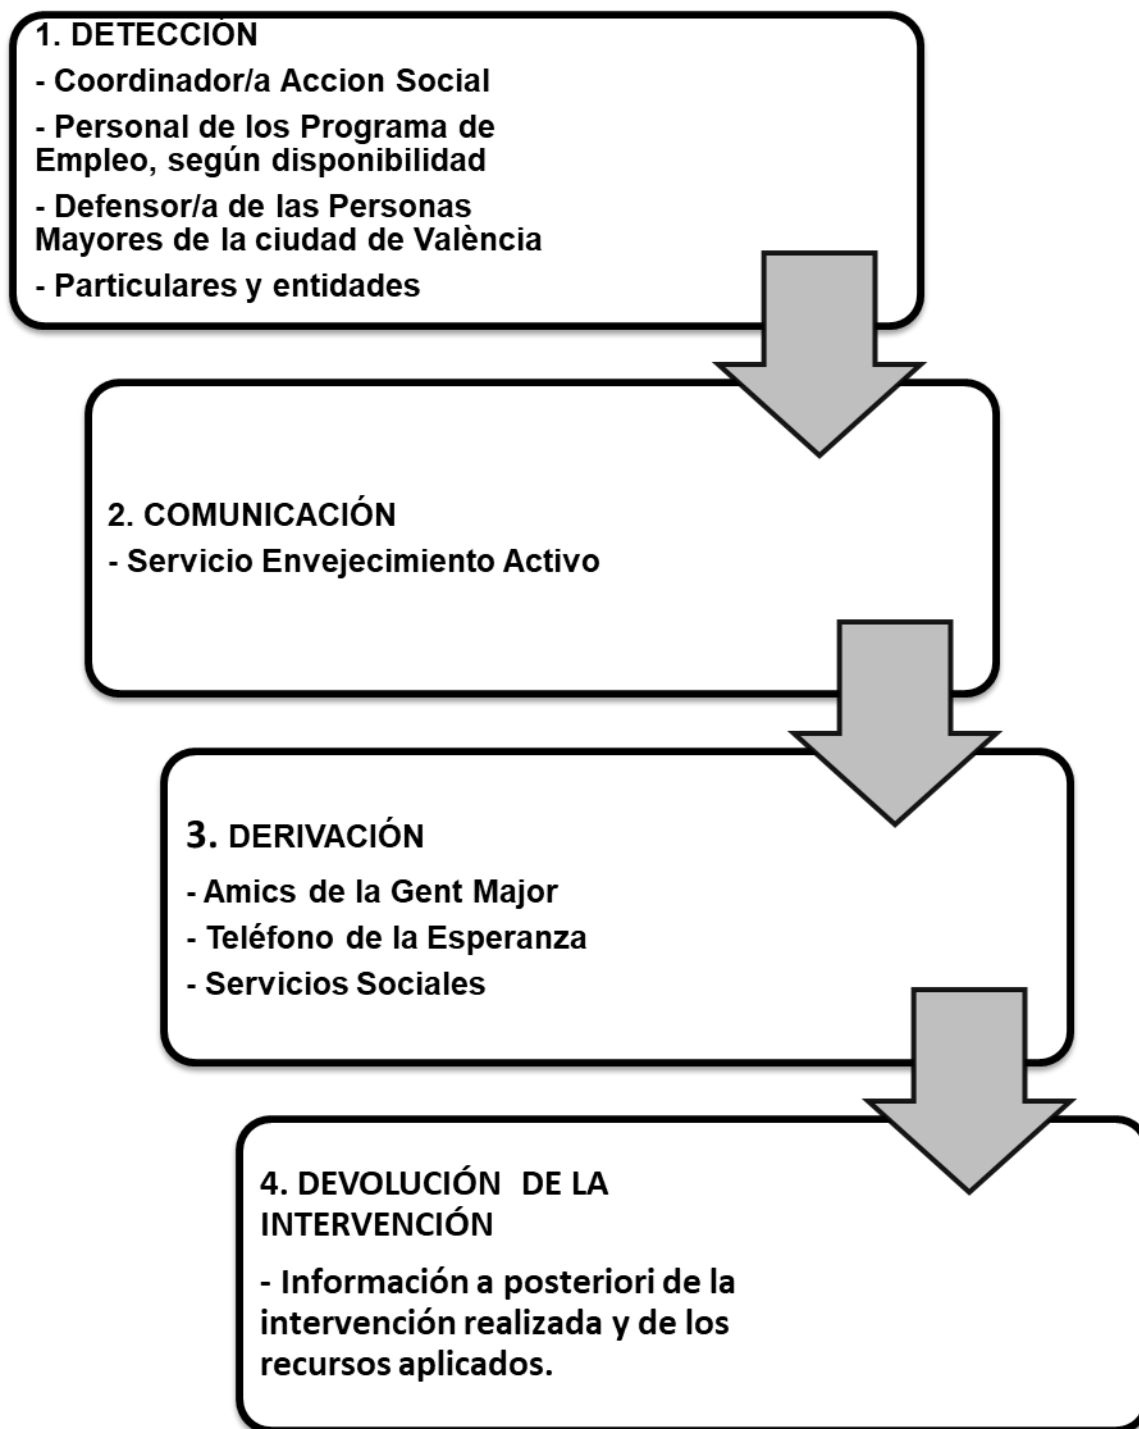 1. DETECCIÓN
- Coordinador/a Accion Social
- Personal de los Programa de
Empleo, según disponibilidad
- Defensor/a de las Personas
Mayores de la ciudad de València
- Particulares y entidades
2. COMUNICACIÓN
- Servicio Envejecimiento Activo
3. DERIVACIÓN
- Amics de la Gent Major
- Teléfono de la Esperanza
- Servicios Sociales
4. DEVOLUCIÓN DE LA
INTERVENCIÓN
- Información a posteriori de la
intervención realizada y de los
recursos aplicados.